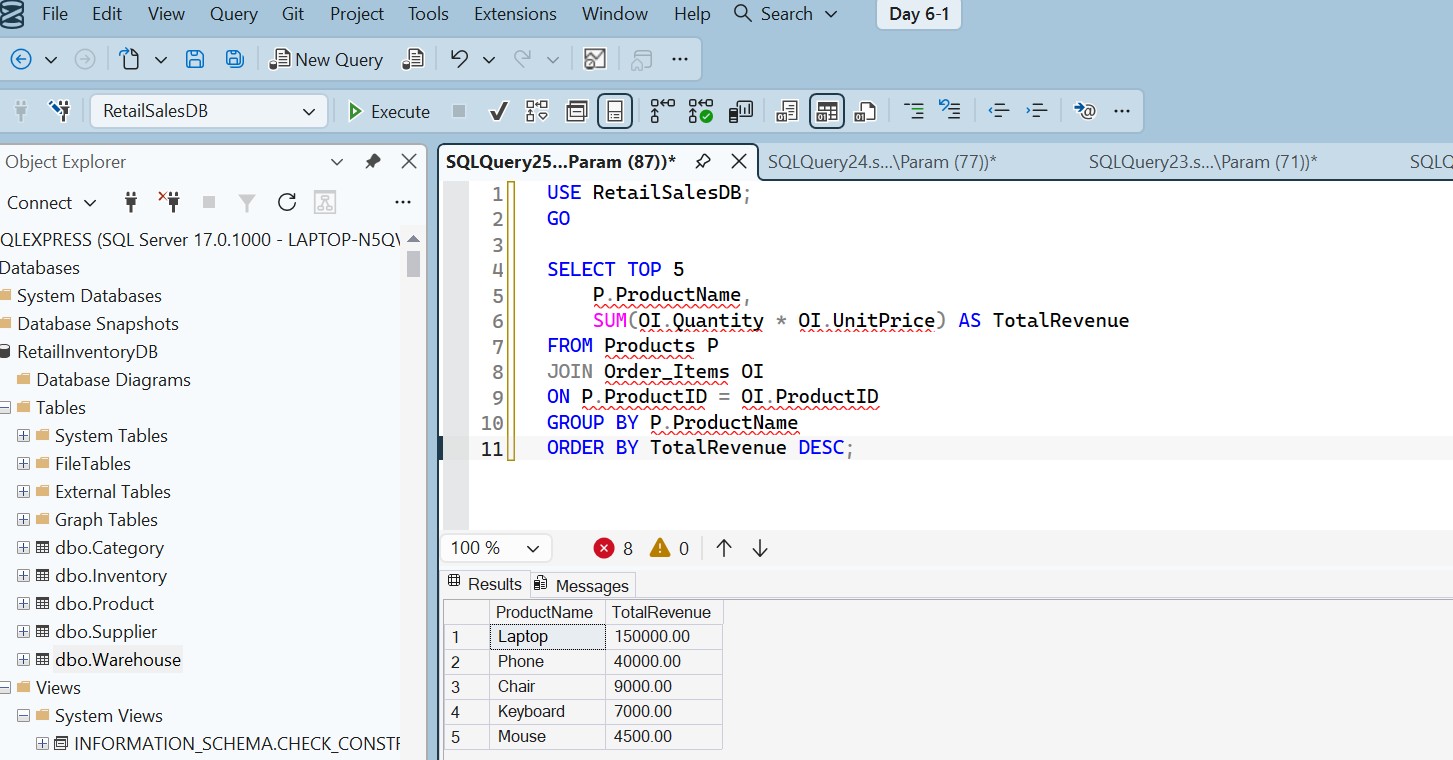 File Edit View Query Git Project Tools Extensions Window Help Search Day 6-1
New Query
RetailSalesDB Execute
Object Explorer
Connect
QLEXPRESS (SQL Server 17.0.1000 - LAPTOP-N5QV
Databases
System Databases
Database Snapshots
RetailInventoryDB
Database Diagrams
Tables
System Tables
FileTables
External Tables
Graph Tables
dbo.Category
dbo.Inventory
dbo.Product
dbo.Supplier
dbo.Warehouse
Views
System Views
INFORMATION_SCHEMA.CHECK_CONSTR
SQLQuery25...Param (87))* SQLQuery24.s...\Param (77))* SQLQuery23.s...\Param (71))* SQLQ
1 USE RetailSalesDB;
2 GO
3
4 SELECT TOP 5
5 P.ProductName,
6 SUM(OI.Quantity * OI.UnitPrice) AS TotalRevenue
7 FROM Products P
8 JOIN Order_Items OI
9 ON P.ProductID = OI.ProductID
10 GROUP BY P.ProductName
11 ORDER BY TotalRevenue DESC;
100 % 8 0
Results Messages
ProductName TotalRevenue
1 Laptop 150000.00
2 Phone 40000.00
3 Chair 9000.00
4 Keyboard 7000.00
5 Mouse 4500.00